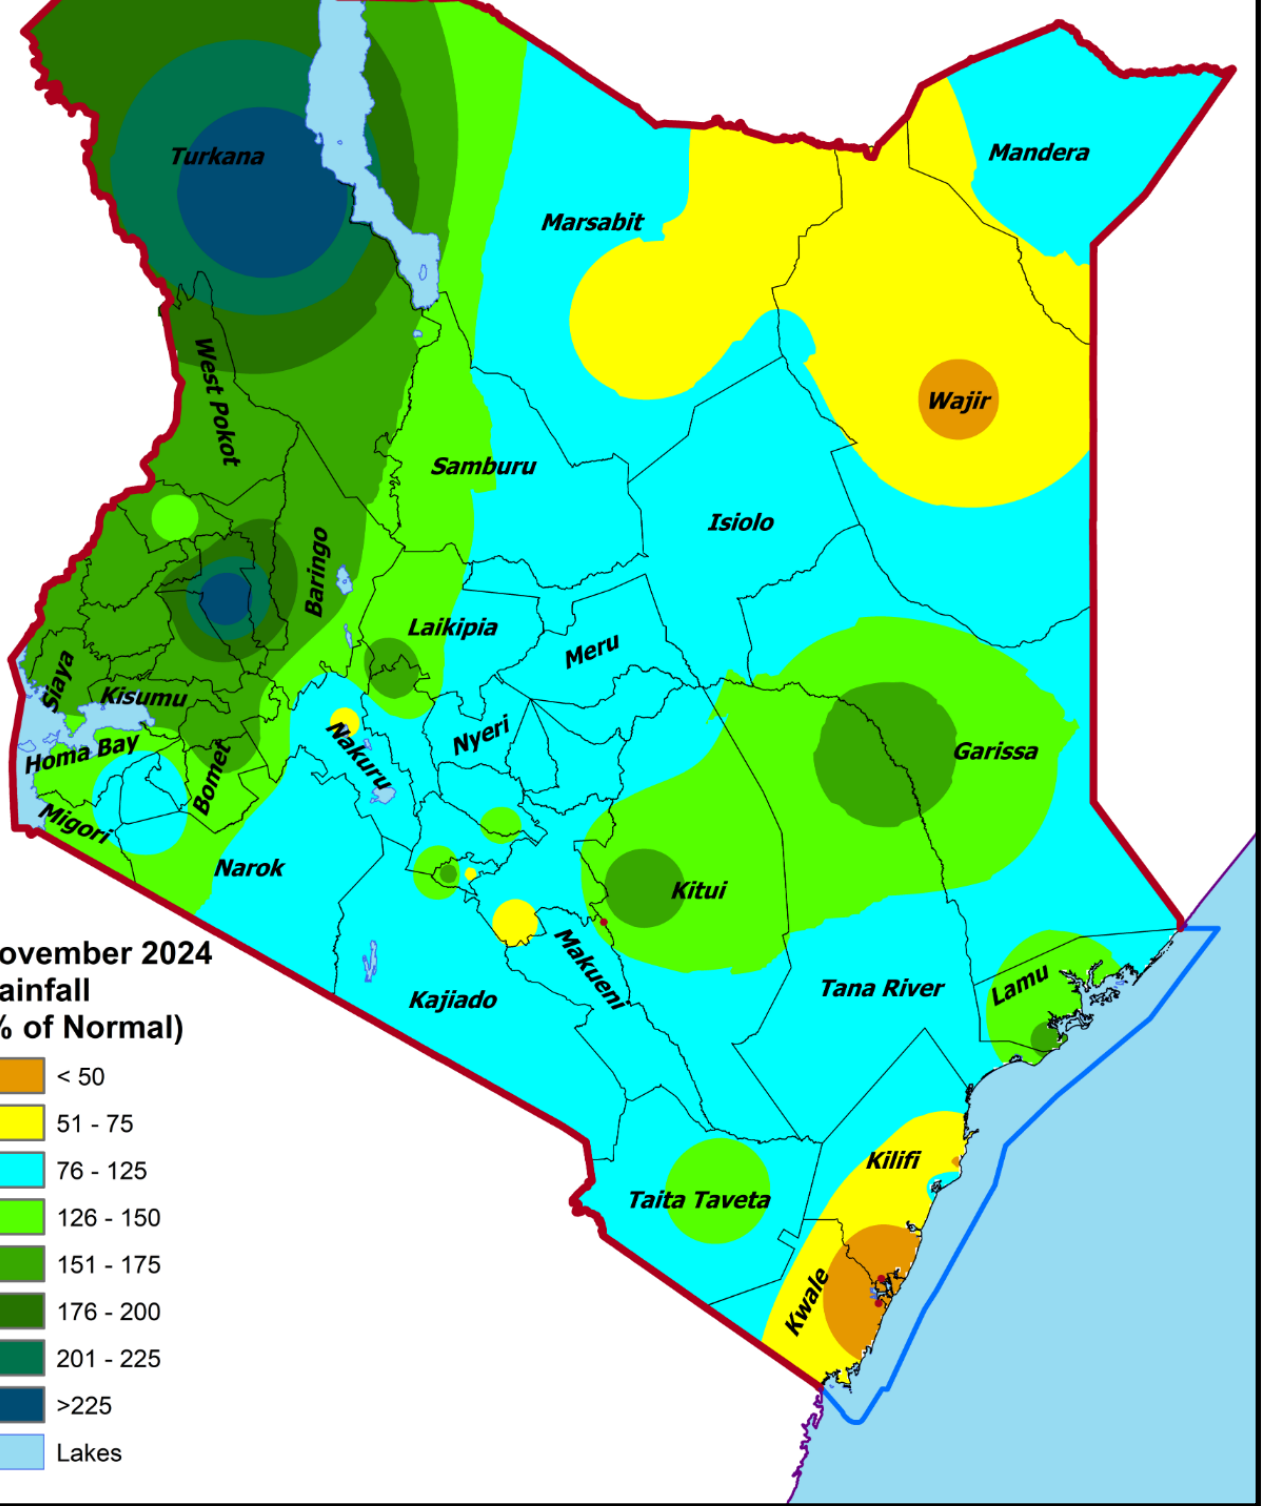 Turkana
Mandera
Marsabit
West Pokot
Wajir
Samburu
Isiolo
Baringo
Laikipia
Meru
Siaya
Kisumu
Nyeri
Nakuru
Homa Bay
Bomet
Garissa
Migori
Narok
Kitui
Makueni
Lamu
Tana River
Kajiado
Kilifi
Taita Taveta
Kwale
ovember 2024
ainfall
% of Normal)
< 50
51 - 75
76 - 125
126 - 150
151 - 175
176 - 200
201 - 225
>225
Lakes